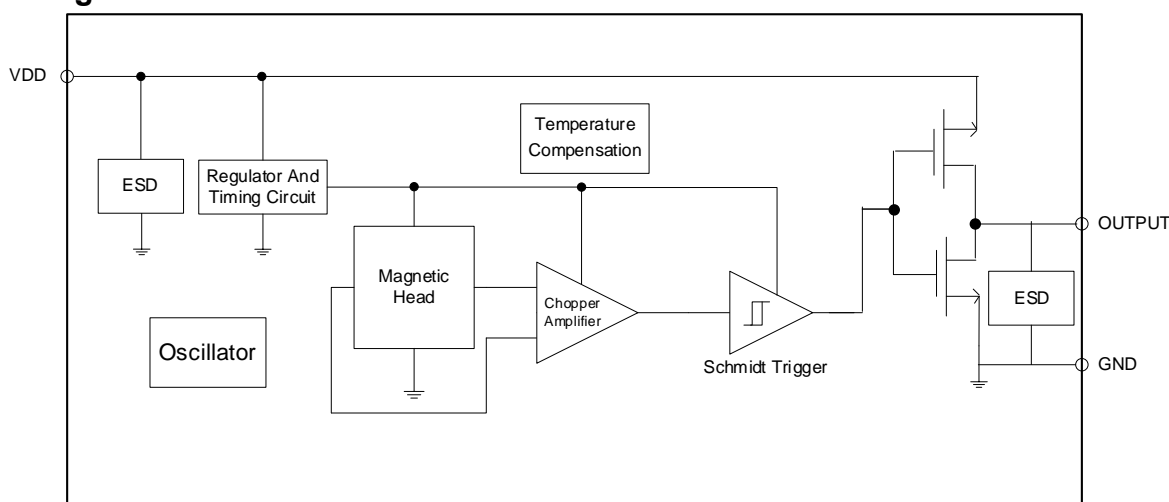 VDD
Temperature
Compensation
ESD
Regulator And
Timing Circuit
OUTPUT
Magnetic
Head
Chopper
Amplifier
ESD
Oscillator
Schmidt Trigger
GND